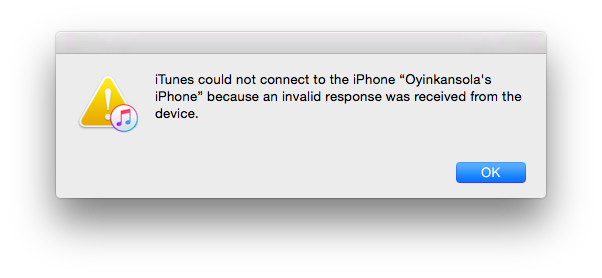 iTunes could not connect to the iPhone “Oyinkansola's
iPhone” because an invalid response was received from the
device.
OK